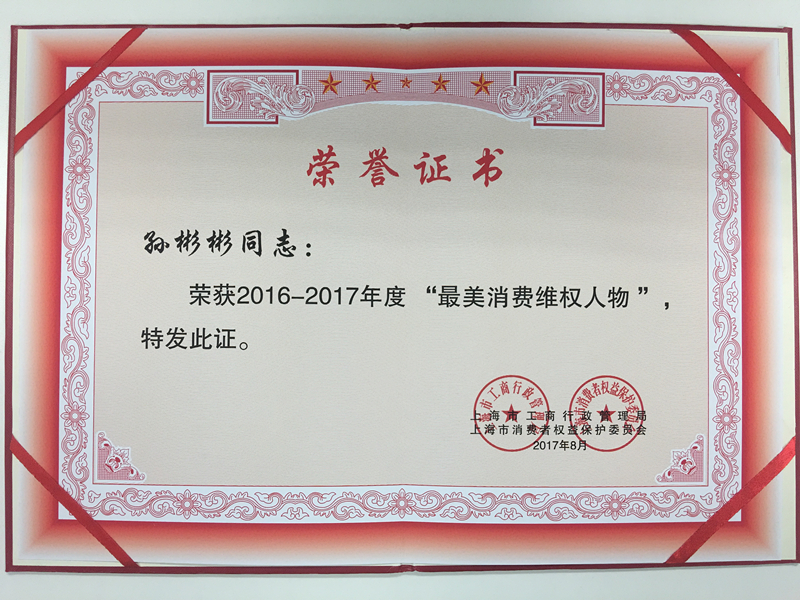 荣誉证书
孙彬彬同志：
荣获2016-2017年度“最美消费维权人物”，
特发此证。
上海市工商行政管理局
上海市消费者权益保护委员会
2017年8月